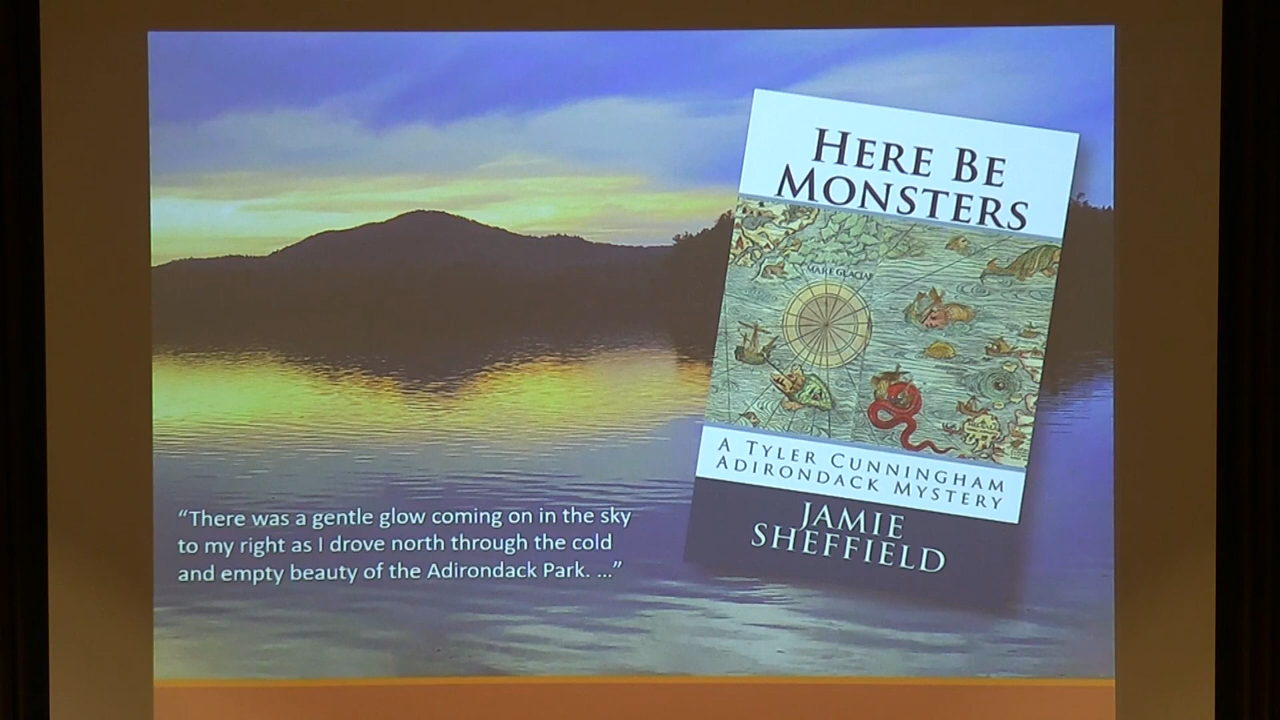 HERE BE
MONSTERS
MARE GLACIAE
A TYLER CUNNINGHAM
ADIRONDACK MYSTERY
JAMIE
SHEFFIELD
“There was a gentle glow coming on in the sky
to my right as I drove north through the cold
and empty beauty of the Adirondack Park. ...”